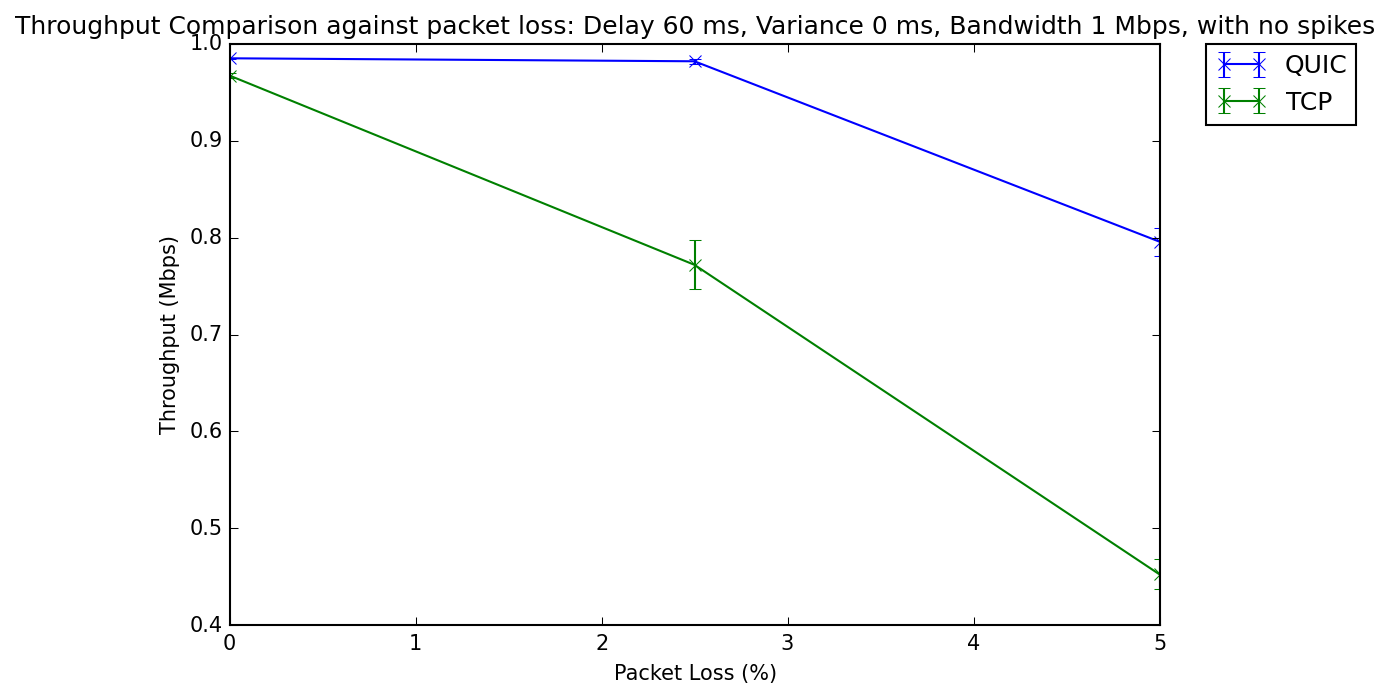 Throughput Comparison against packet loss: Delay 60 ms, Variance 0 ms, Bandwidth 1 Mbps, with no spikes
QUIC
TCP
1.0
0.9
0.8
0.7
0.6
0.5
0.4
Throughput (Mbps)
0 1 2 3 4 5
Packet Loss (%)